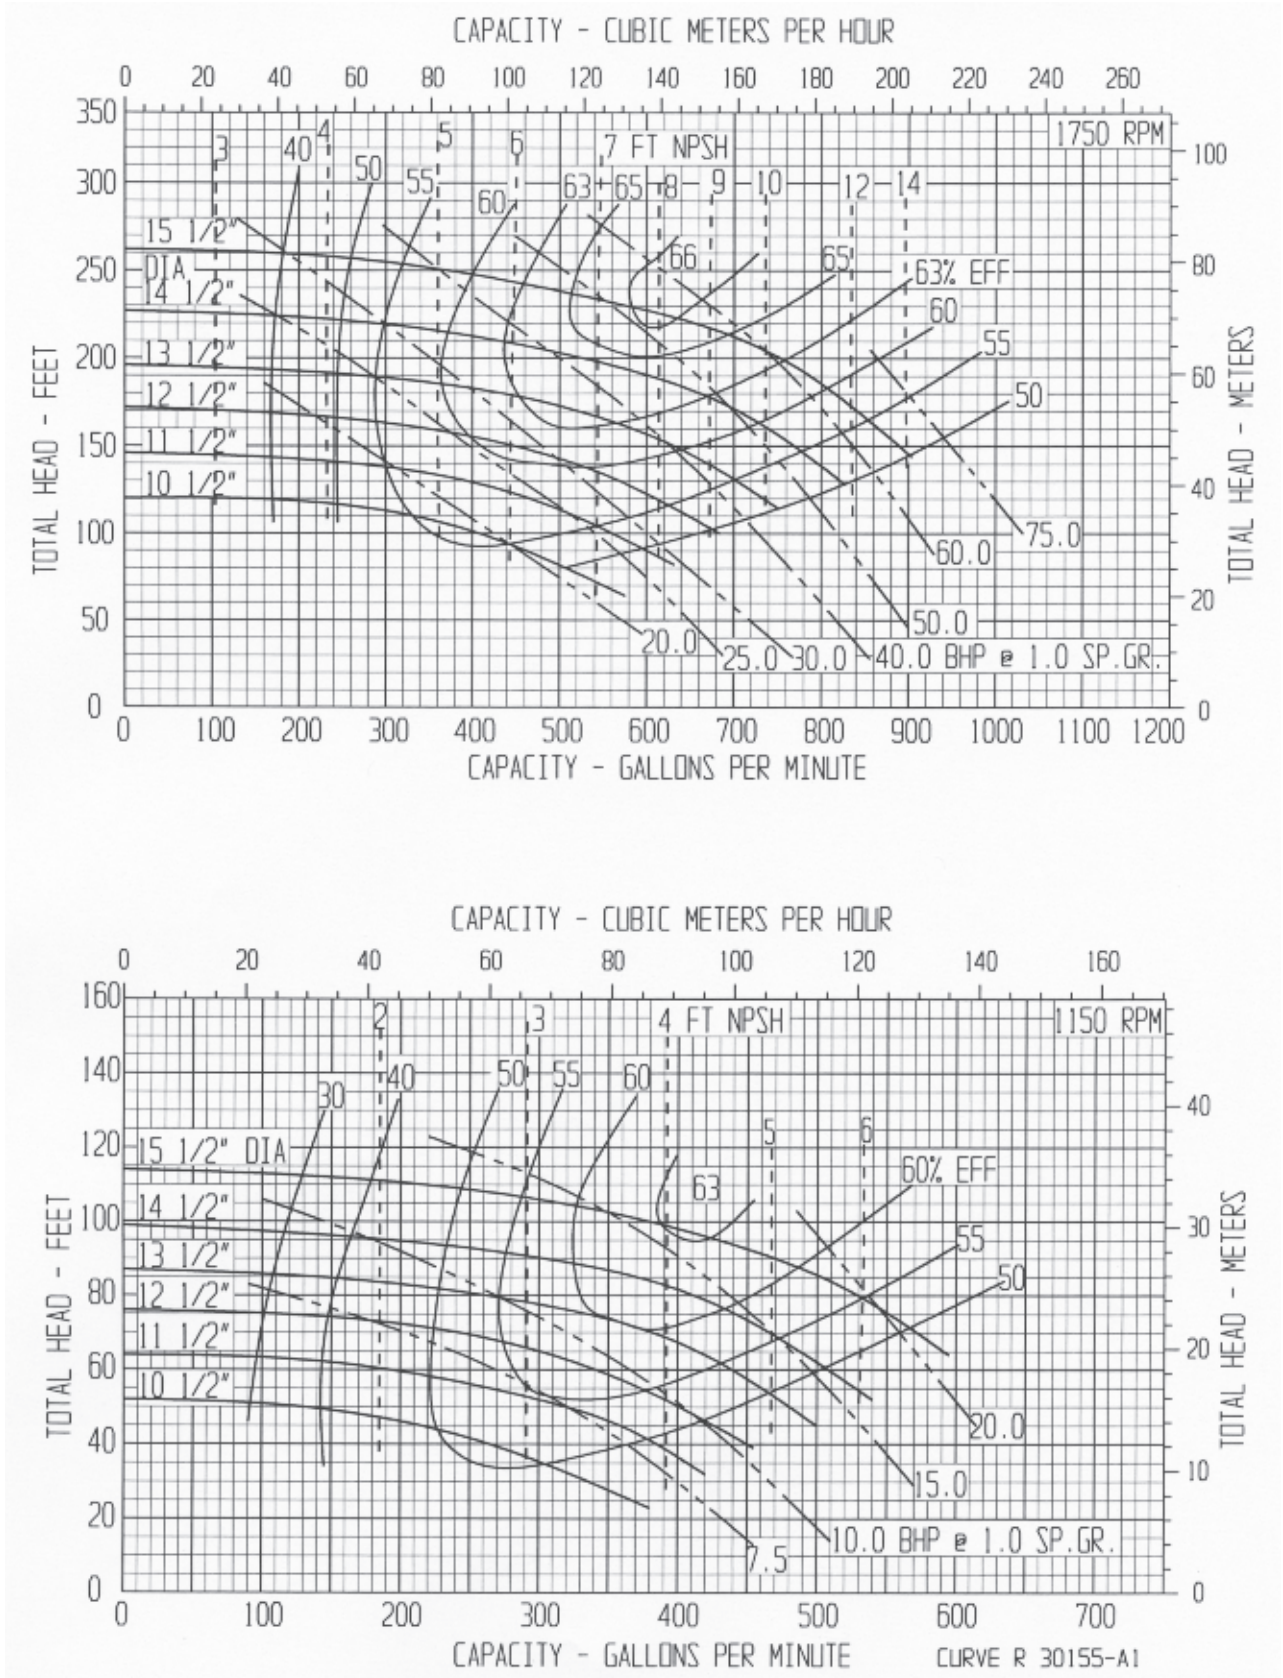 CAPACITY - CUBIC METERS PER HOUR
0 20 40 60 80 100 120 140 160 180 200 220 240 260
350 1750 RPM
3 40 4 50 55 5 60 6 63 7 FT NPSH
65 8 9 10 12 14
100
300
15 1/2"
DIA
66 65 63% EFF
80
250
14 1/2"
60
200
13 1/2"
55
60
12 1/2"
50
150
11 1/2"
10 1/2"
40
100
75.0
60.0
20
50
50.0
20.0
25.0 30.0 40.0 BHP @ 1.0 SP.GR.
0 0
0 100 200 300 400 500 600 700 800 900 1000 1100 1200
CAPACITY - GALLONS PER MINUTE
TOTAL HEAD - FEET
TOTAL HEAD - METERS
CAPACITY - CUBIC METERS PER HOUR
0 20 40 60 80 100 120 140 160
160 2 3 4 FT NPSH 1150 RPM
140
30 40 50 55 60
40
120
15 1/2" DIA
5 6
60% EFF
63
100
14 1/2"
30
13 1/2"
55
80
12 1/2"
50
60
11 1/2"
20
10 1/2"
40
20.0
10
15.0
20
10.0 BHP @ 1.0 SP.GR.
7.5
0 0
0 100 200 300 400 500 600 700
CAPACITY - GALLONS PER MINUTE
CURVE R 30155-A1
TOTAL HEAD - FEET
TOTAL HEAD - METERS